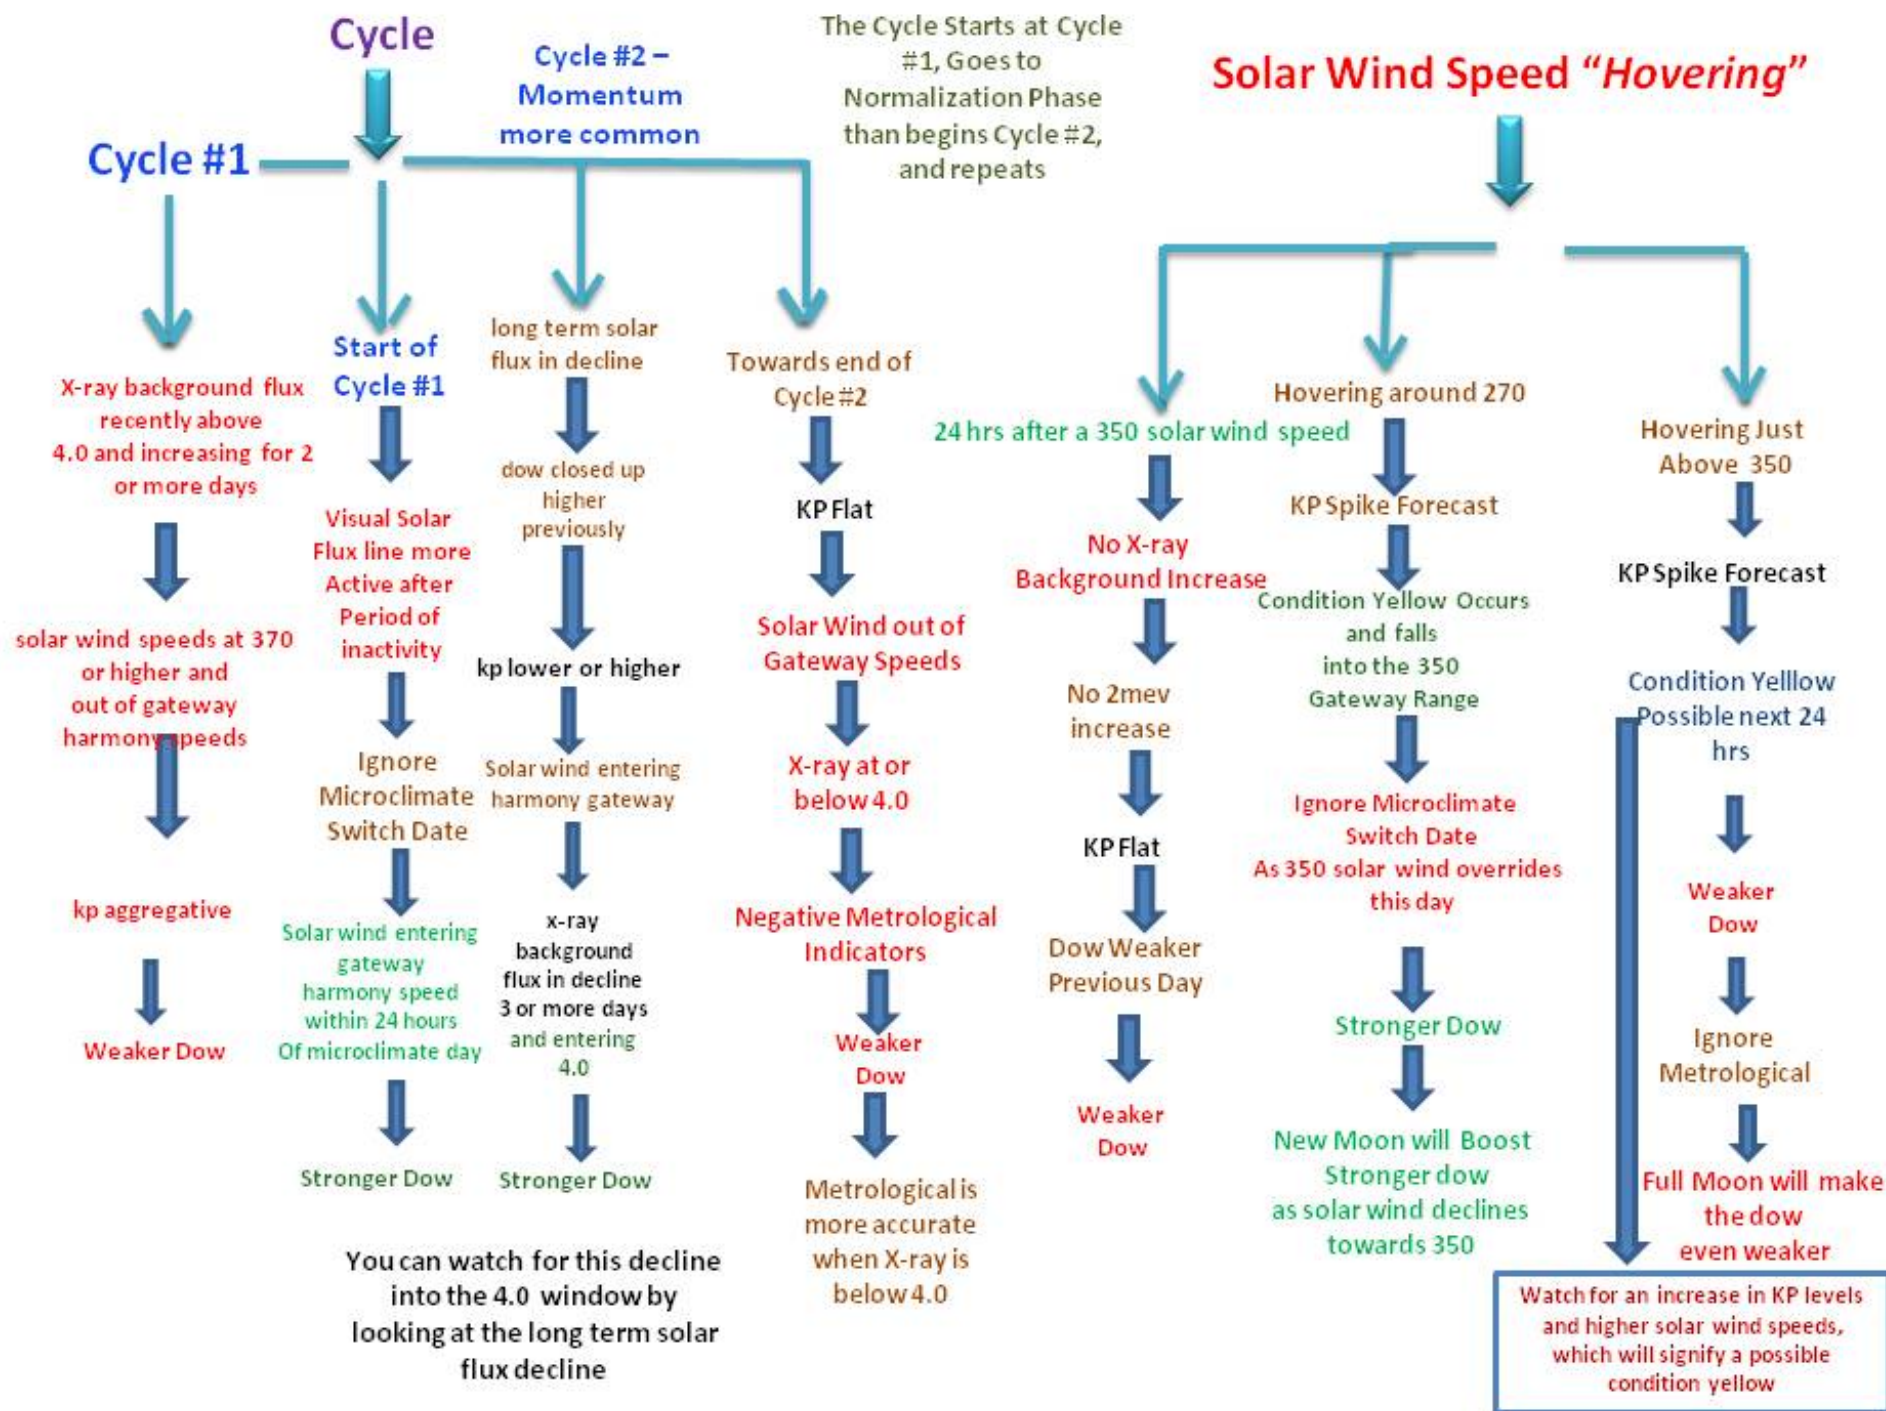 Cycle
Cycle #2 –
Momentum
more common
The Cycle Starts at Cycle
#1, Goes to
Normalization Phase
than begins Cycle #2,
and repeats
Solar Wind Speed “Hovering”
Cycle #1
X-ray background flux
recently above
4.0 and increasing for 2
or more days
solar wind speeds at 370
or higher and
out of gateway
harmony speeds
kp aggregative
Weaker Dow
Start of
Cycle #1
Visual Solar
Flux line more
Active after
Period of
inactivity
Ignore
Microclimate
Switch Date
Solar wind entering
gateway
harmony speed
within 24 hours
Of microclimate day
Stronger Dow
long term solar
flux in decline
dow closed up
higher
previously
kp lower or higher
Solar wind entering
harmony gateway
x-ray
background
flux in decline
3 or more days
and entering
4.0
Stronger Dow
You can watch for this decline
into the 4.0 window by
looking at the long term solar
flux decline
Towards end of
Cycle #2
KP Flat
Solar Wind out of
Gateway Speeds
X-ray at or
below 4.0
Negative Metrological
Indicators
Weaker
Dow
Metrological is
more accurate
when X-ray is
below 4.0
24 hrs after a 350 solar wind speed
No X-ray
Background Increase
No 2mev
increase
KP Flat
Dow Weaker
Previous Day
Weaker
Dow
Hovering around 270
KP Spike Forecast
Condition Yellow Occurs
and falls
into the 350
Gateway Range
Ignore Microclimate
Switch Date
As 350 solar wind overrides
this day
Stronger Dow
New Moon will Boost
Stronger dow
as solar wind declines
towards 350
Hovering Just
Above 350
KP Spike Forecast
Condition Yelllow
Possible next 24
hrs
Weaker
Dow
Ignore
Metrological
Full Moon will make
the dow
even weaker
Watch for an increase in KP levels
and higher solar wind speeds,
which will signify a possible
condition yellow